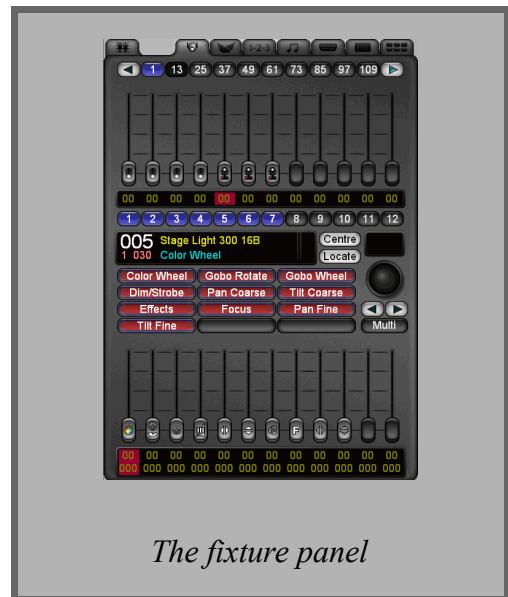 1-2-3
1 13 25 37 49 61 73 85 97 109
00 00 00 00 00 00 00 00 00 00 00 00
1 2 3 4 5 6 7 8 9 10 11 12
005 Stage Light 300 16B Centre
1 030 Color Wheel Locate
Color Wheel Gobo Rotate Gobo Wheel
Dim/Strobe Pan Coarse Tilt Coarse
Effects Focus Pan Fine
Tilt Fine Multi
F
00 00 00 00 00 00 00 00 00 00 00 00
000 000 000 000 000 000 000 000 000 000 000 000
The fixture panel